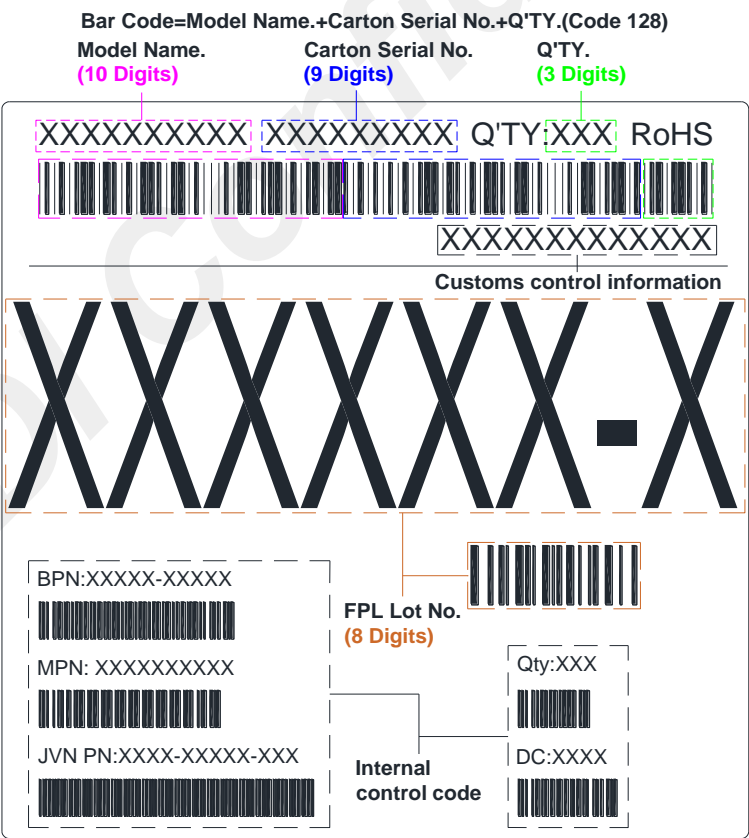 Bar Code=Model Name.+Carton Serial No.+Q'TY.(Code 128)
Model Name. Carton Serial No. Q'TY.
(10 Digits) (9 Digits) (3 Digits)
XXXXXXXXXX XXXXXXXXX Q'TY:XXX RoHS
XXXXXXXXXXXXX
Customs control information
XXXXXX-X
FPL Lot No.
(8 Digits)
BPN:XXXXX-XXXXX
MPN: XXXXXXXXXX
JVN PN:XXXX-XXXXX-XXX
Qty:XXX
DC:XXXX
Internal
control code